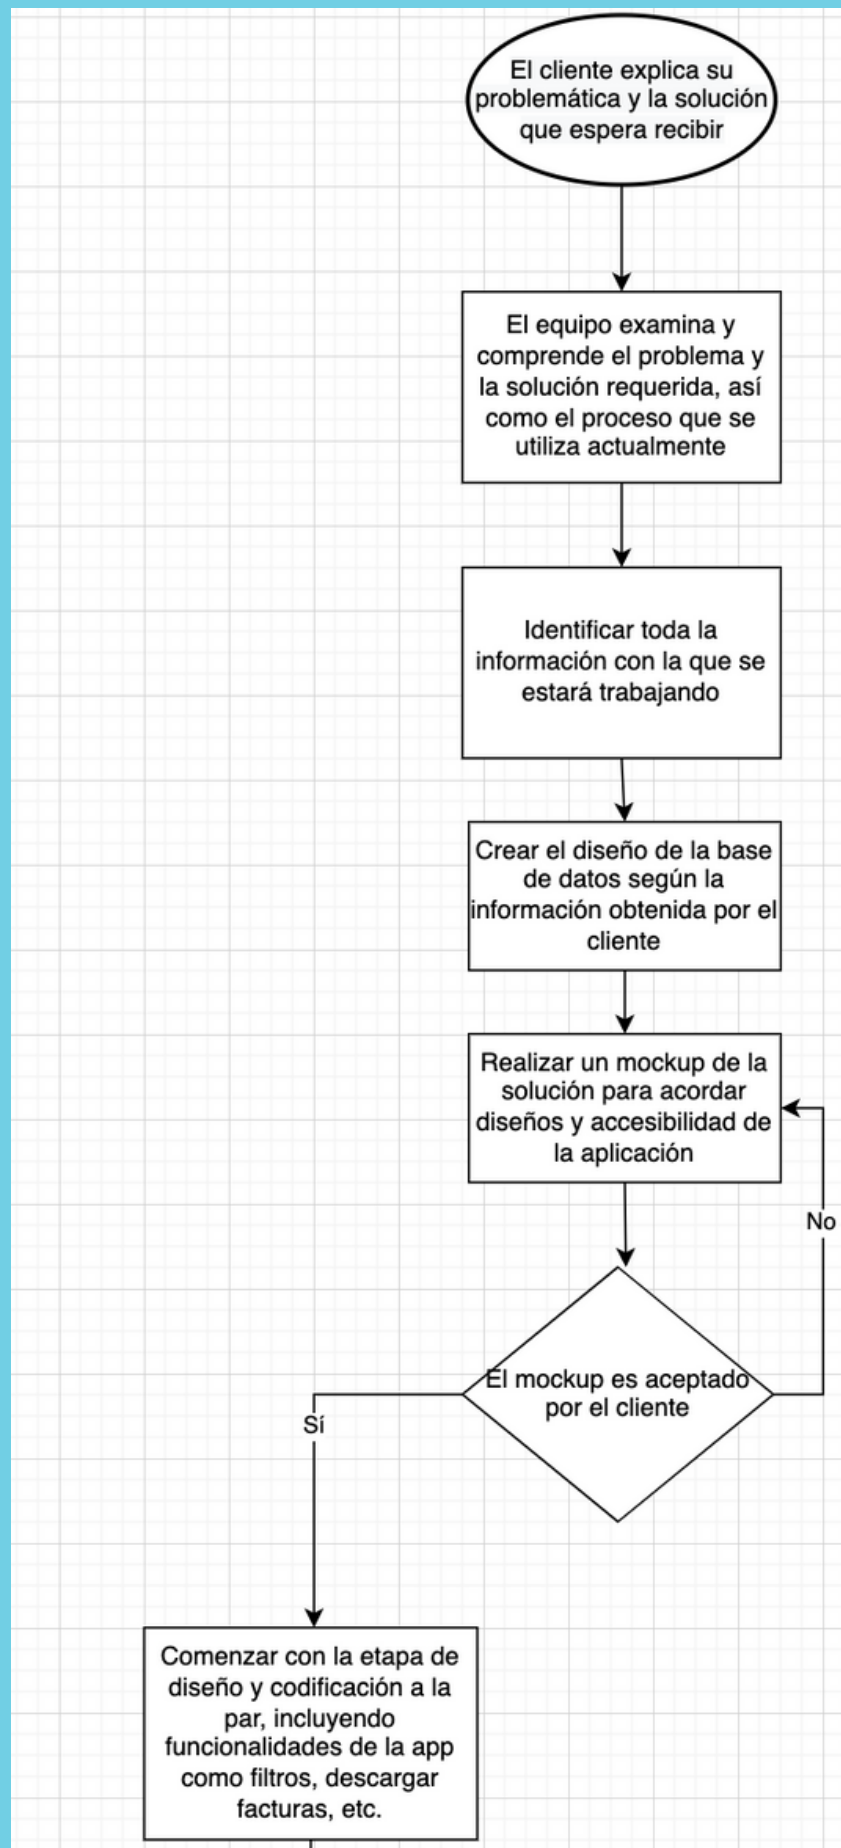 El cliente explica su
problemática y la solución
que espera recibir
El equipo examina y
comprende el problema y
la solución requerida, así
como el proceso que se
utiliza actualmente
Identificar toda la
información con la que se
estará trabajando
Crear el diseño de la base
de datos según la
información obtenida por el
cliente
Realizar un mockup de la
solución para acordar
diseños y accesibilidad de
la aplicación
No
El mockup es aceptado
por el cliente
Sí
Comenzar con la etapa de
diseño y codificación a la
par, incluyendo
funcionalidades de la app
como filtros, descargar
facturas, etc.